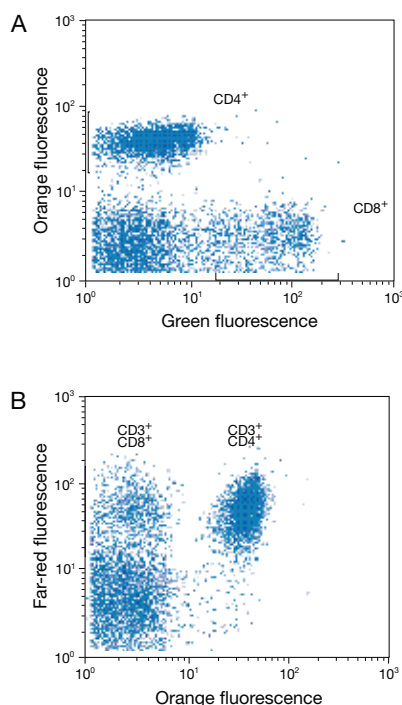 A
Orange fluorescence
10³
10²
10¹
10⁰
CD4⁺
CD8⁺
10⁰ 10¹ 10² 10³
Green fluorescence
B
Far-red fluorescence
10³
10²
10¹
10⁰
CD3⁺ CD3⁺
CD8⁺ CD4⁺
10⁰ 10¹ 10² 10³
Orange fluorescence